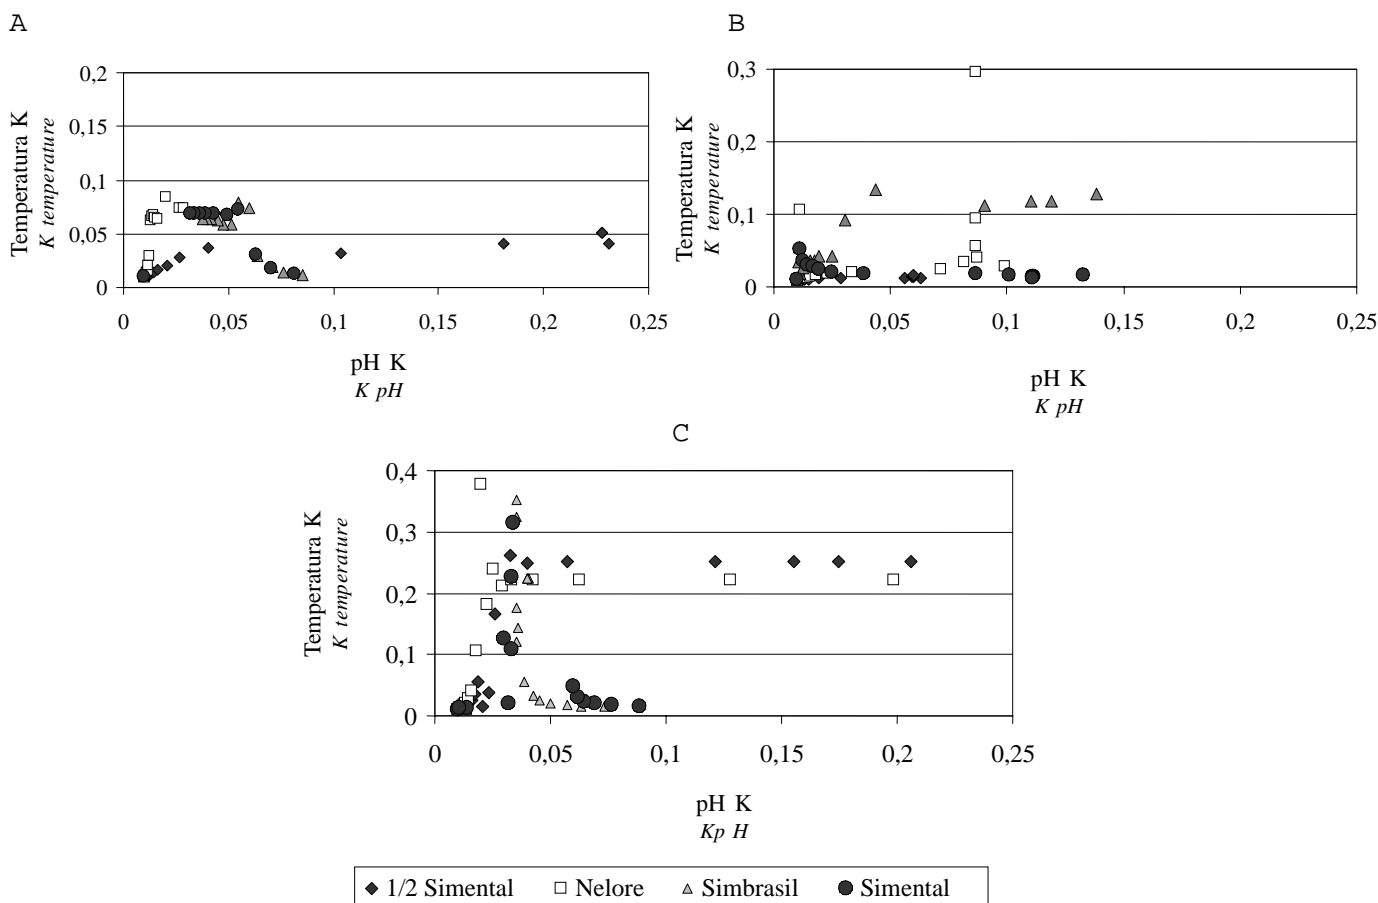 A
0,2
0,15
0,1
0,05
0
0 0,05 0,1 0,15 0,2 0,25
Temperatura K
K temperature
pH K
K pH
B
0,3
0,2
0,1
0
0 0,05 0,1 0,15 0,2 0,25
Temperatura K
K temperature
pH K
K pH
C
0,4
0,3
0,2
0,1
0
0 0,05 0,1 0,15 0,2 0,25
Temperatura K
K temperature
pH K
Kp H
1/2 Simental Nelore Simbrasil Simental